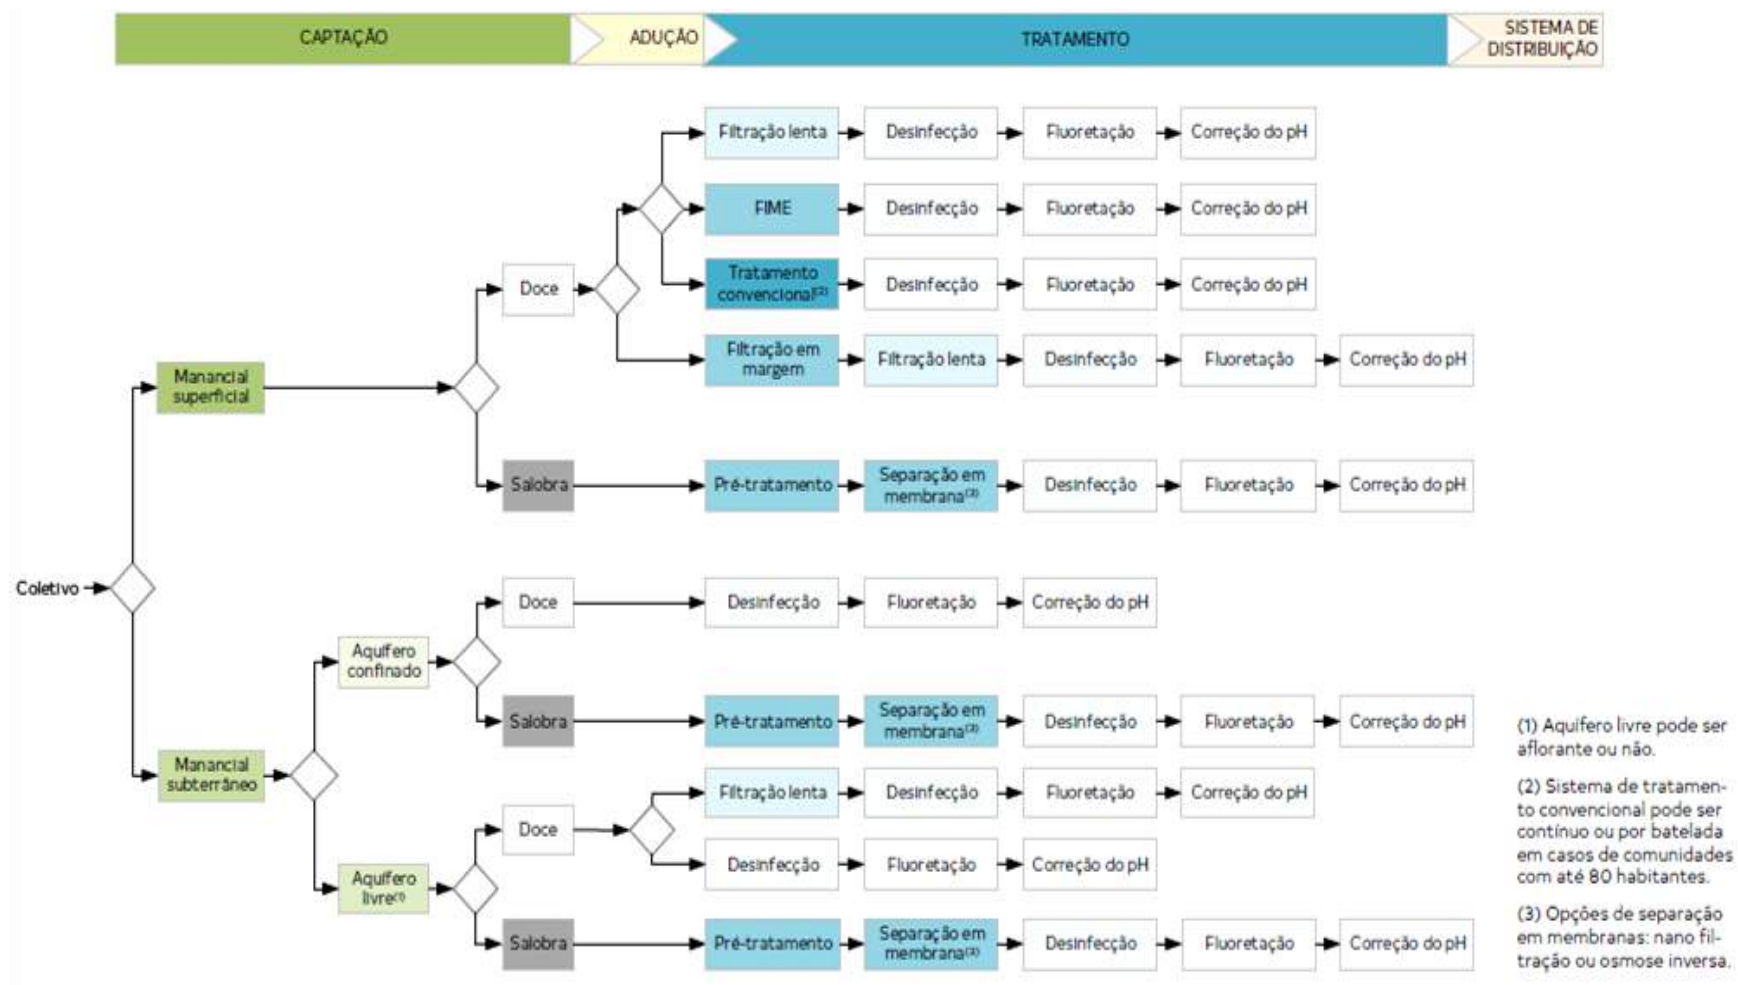 CAPTAÇÃO
ADUÇÃO
TRATAMENTO
SISTEMA DE
DISTRIBUIÇÃO
Filtração lenta
Desinfecção
Fluoretação
Correção do pH
FIME
Desinfecção
Fluoretação
Correção do pH
Doce
Tratamento
convencional(2)
Desinfecção
Fluoretação
Correção do pH
Filtração em
margem
Filtração lenta
Desinfecção
Fluoretação
Correção do pH
Manancial
superficial
Salobra
Pré-tratamento
Separação em
membrana(3)
Desinfecção
Fluoretação
Correção do pH
Coletivo
Doce
Desinfecção
Fluoretação
Correção do pH
Aquífero
confinado
Salobra
Pré-tratamento
Separação em
membrana(3)
Desinfecção
Fluoretação
Correção do pH
Manancial
subterrâneo
Filtração lenta
Desinfecção
Fluoretação
Correção do pH
Doce
Desinfecção
Fluoretação
Correção do pH
Aquífero
livre(1)
Salobra
Pré-tratamento
Separação em
membrana(3)
Desinfecção
Fluoretação
Correção do pH
(1) Aquífero livre pode ser
aflorante ou não.
(2) Sistema de tratamen-
to convencional pode ser
contínuo ou por batelada
em casos de comunidades
com até 80 habitantes.
(3) Opções de separação
em membranas: nano fil-
tração ou osmose inversa.